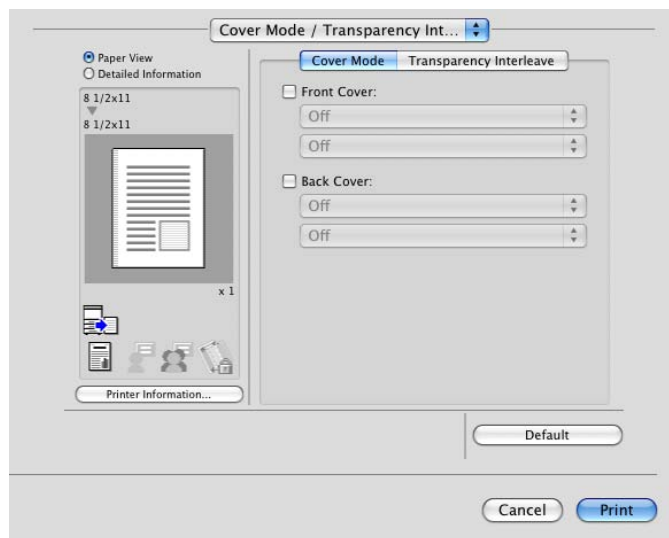 Cover Mode / Transparency Int...
Paper View
Detailed Information
8 1/2x11
8 1/2x11
x 1
Printer Information...
Cover Mode
Transparency Interleave
Front Cover:
Off
Off
Back Cover:
Off
Off
Default
Cancel
Print